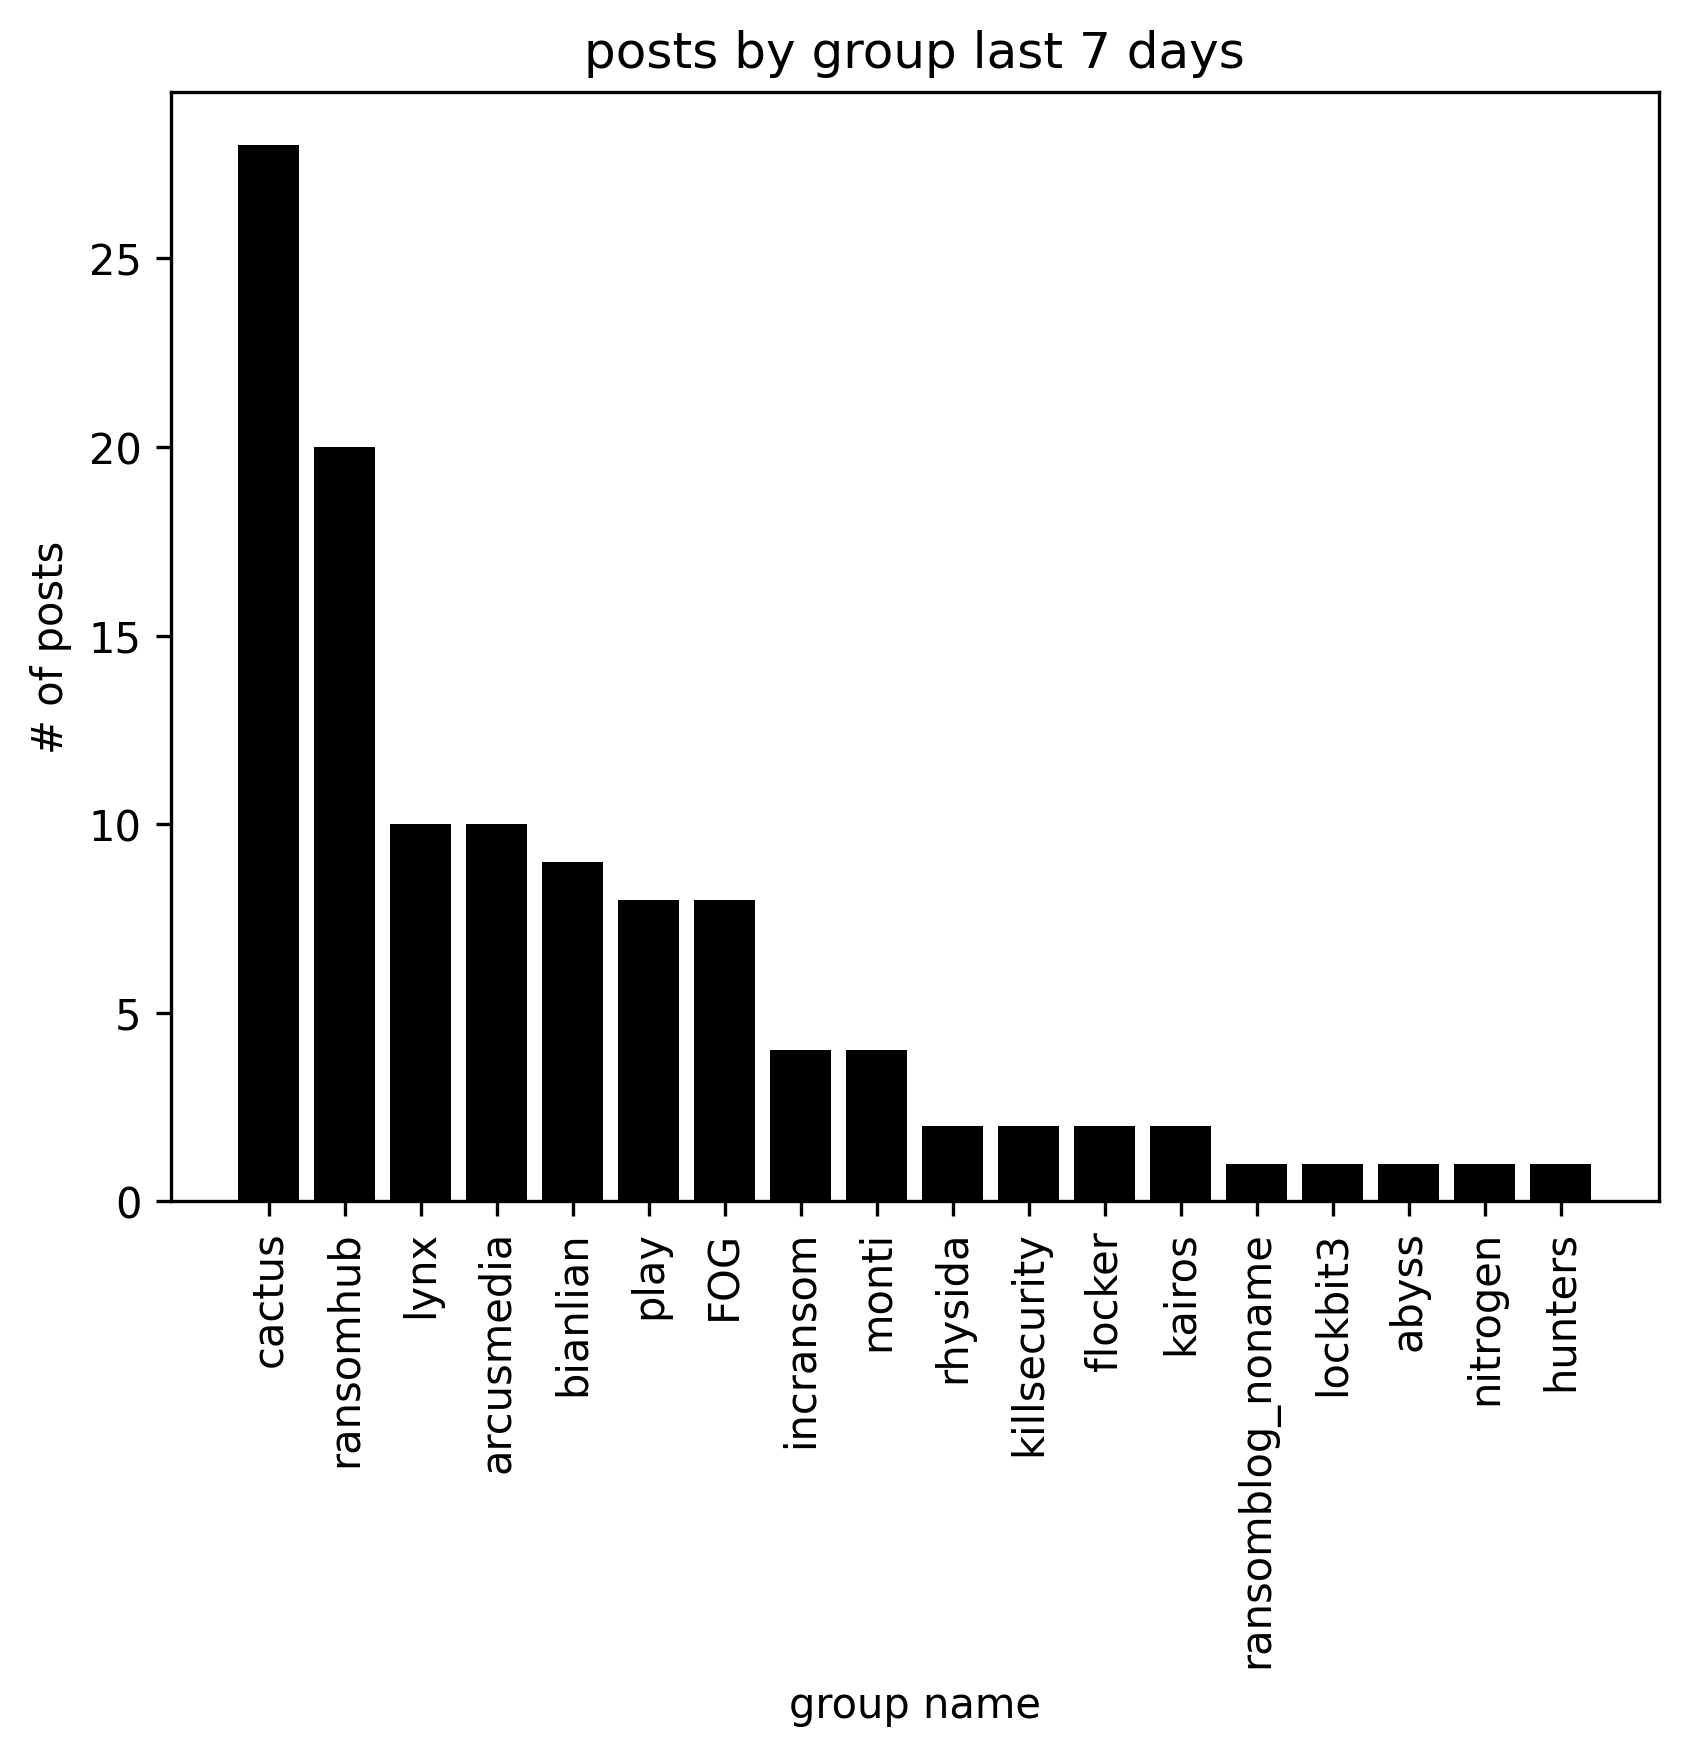 posts by group last 7 days
# of posts
25
20
15
10
5
0
cactus
ransomhub
lynx
arcusmedia
bianlian
play
FOG
incransom
monti
rhysida
killsecurity
flocker
kairos
ransomblog_noname
lockbit3
abyss
nitrogen
hunters
group name